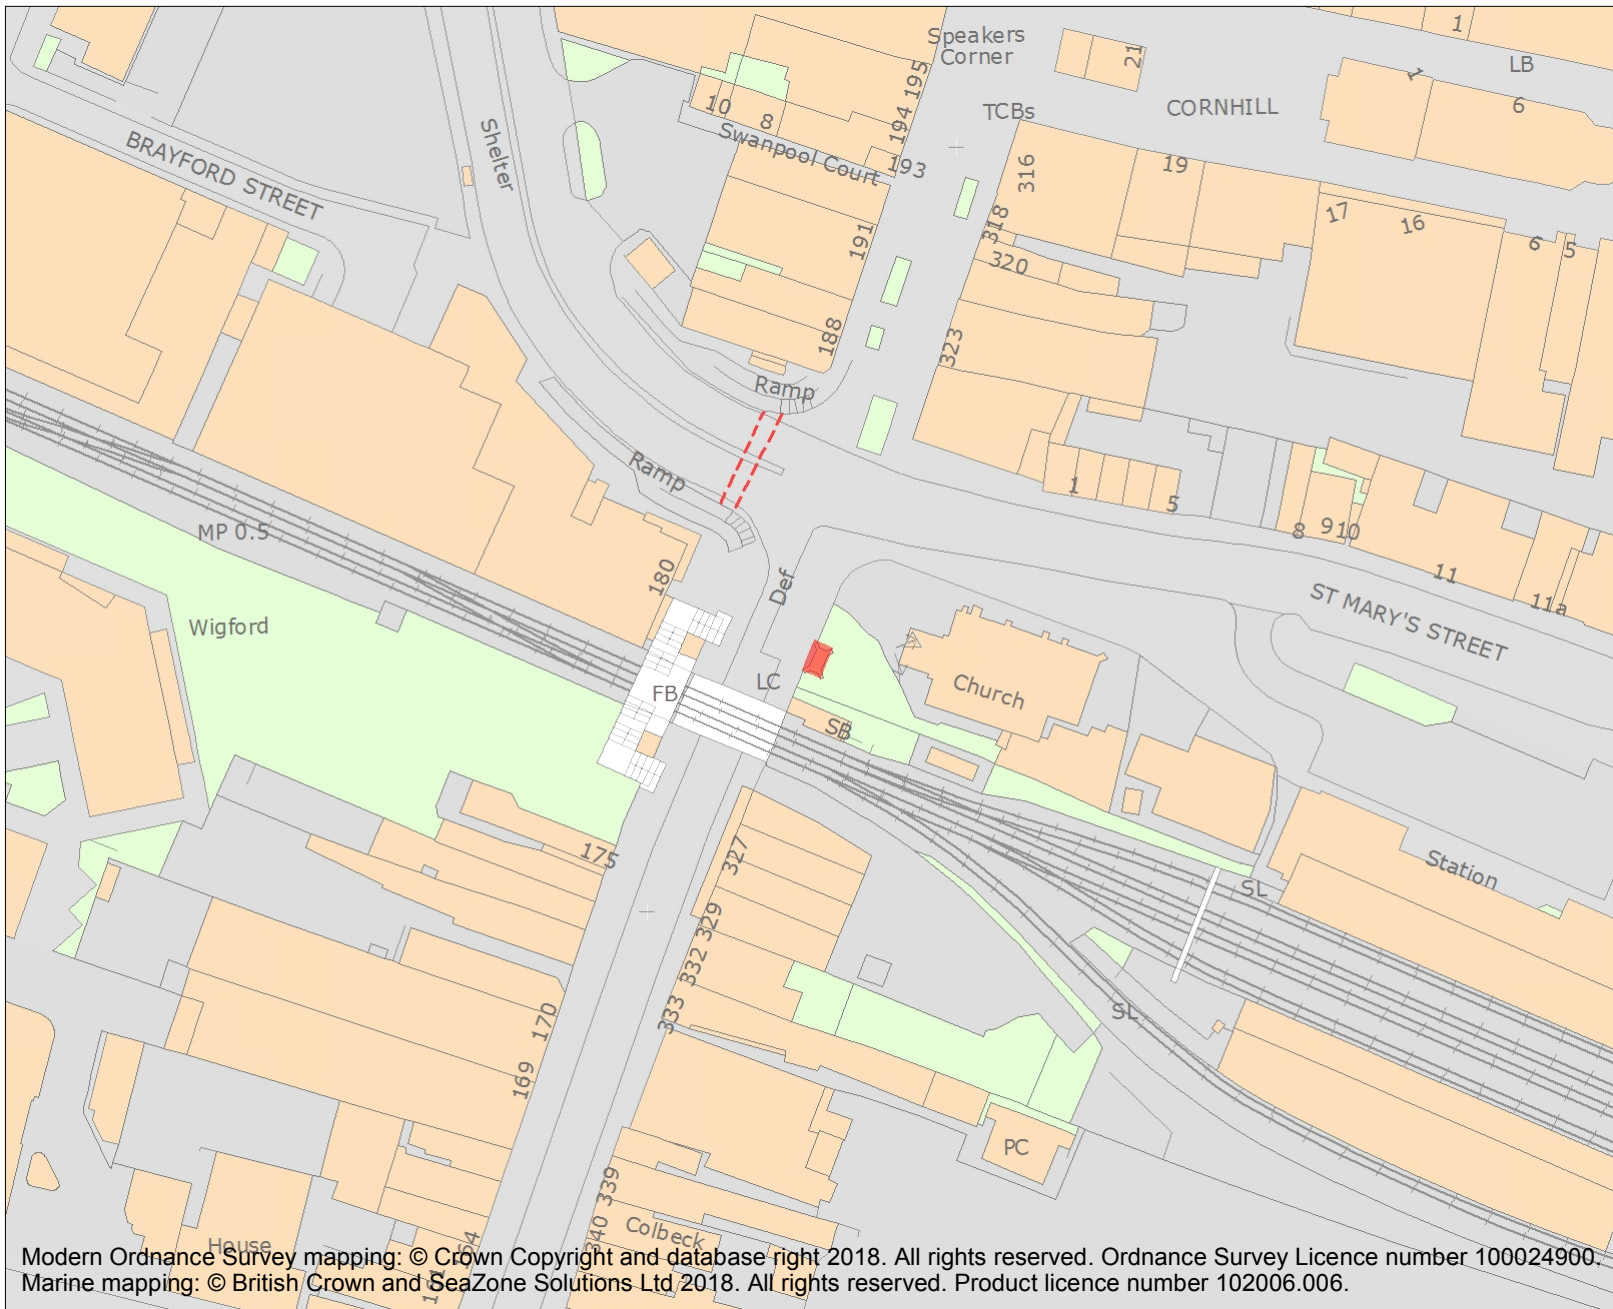 Speakers
Corner
1
LB
21
1
6
195
TCBs
CORNHILL
10
8
194
Shelter
Swanpool Court
193
BRAYFORD STREET
316
19
17
16
6
5
318
191
320
188
323
Ramp
Ramp
1
5
8
9
10
MP 0.5
11
11a
180
Def
ST MARY'S STREET
Wigford
FB
LC
Church
SB
175
327
Station
SL
329
332
333
SL
170
169
PC
339
340
Colbeck
House
164
161
Modern Ordnance Survey mapping: © Crown Copyright and database right 2018. All rights reserved. Ordnance Survey Licence number 100024900.
Marine mapping: © British Crown and SeaZone Solutions Ltd 2018. All rights reserved. Product licence number 102006.006.